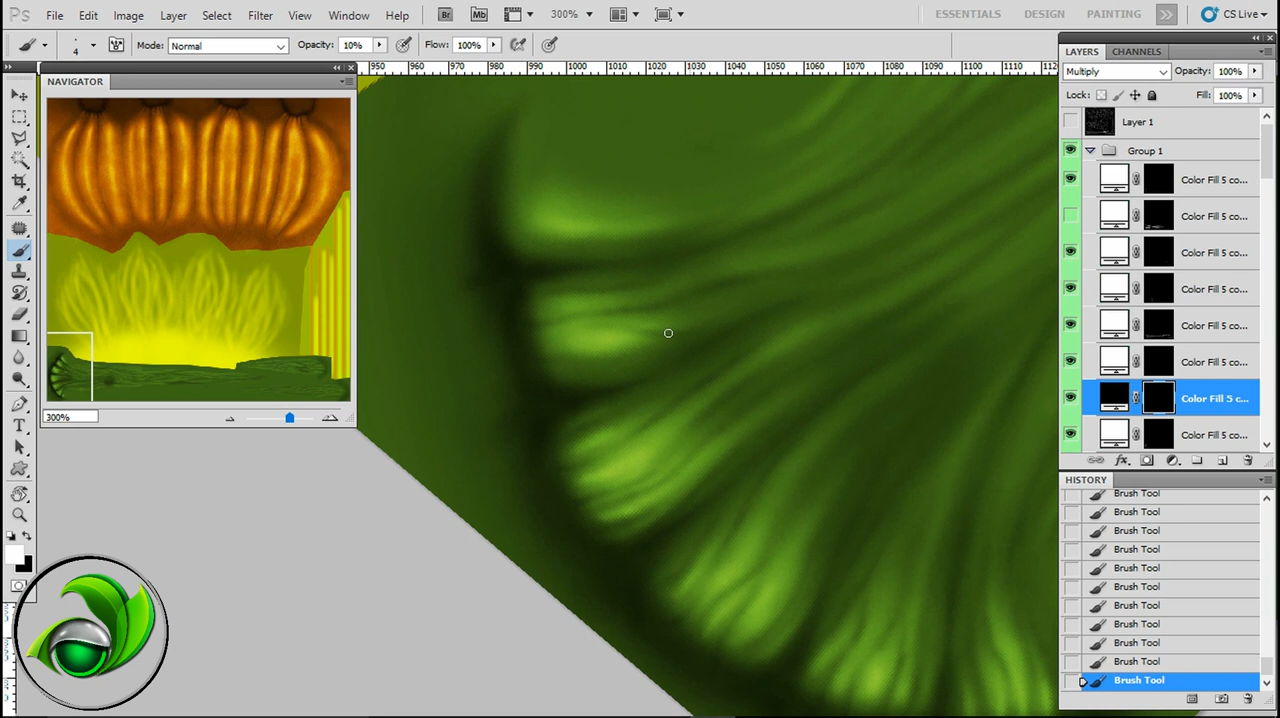 Ps File Edit Image Layer Select Filter View Window Help Br Mb 300% ESSENTIALS DESIGN PAINTING CS Live
4 Mode: Normal Opacity: 10% Flow: 100%
NAVIGATOR
300%
950 960 970 980 990 1000 1010 1020 1030 1040 1050 1060 1070 1080 1090 1100 1110 112
LAYERS CHANNELS
Multiply Opacity: 100%
Lock: Fill: 100%
Layer 1
Group 1
Color Fill 5 co...
Color Fill 5 co...
Color Fill 5 co...
Color Fill 5 co...
Color Fill 5 co...
Color Fill 5 co...
Color Fill 5 c...
Color Fill 5 co...
fx
HISTORY
Brush Tool
Brush Tool
Brush Tool
Brush Tool
Brush Tool
Brush Tool
Brush Tool
Brush Tool
Brush Tool
Brush Tool
Brush Tool